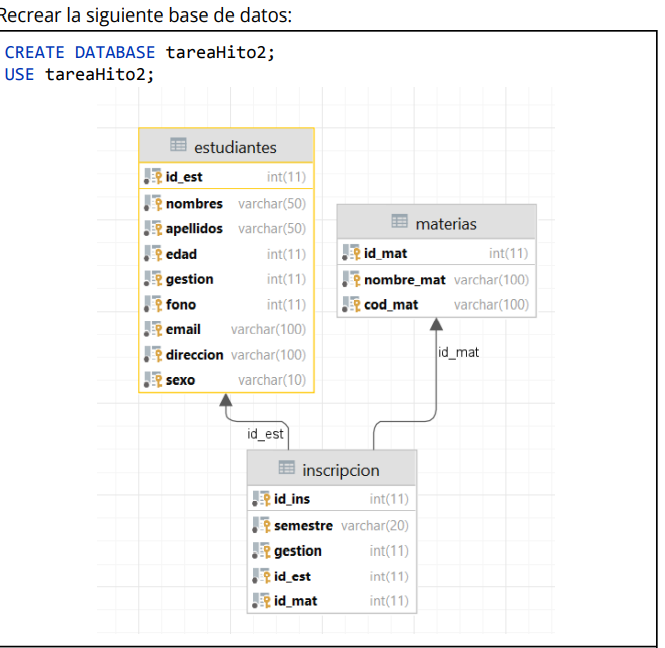 Recrear la siguiente base de datos:
CREATE DATABASE tareaHito2;
USE tareaHito2;
estudiantes
id_est int(11)
nombres varchar(50)
apellidos varchar(50)
edad int(11)
gestion int(11)
fono int(11)
email varchar(100)
direccion varchar(100)
sexo varchar(10)
materias
id_mat int(11)
nombre_mat varchar(100)
cod_mat varchar(100)
id_mat
id_est
inscripcion
id_ins int(11)
semestre varchar(20)
gestion int(11)
id_est int(11)
id_mat int(11)